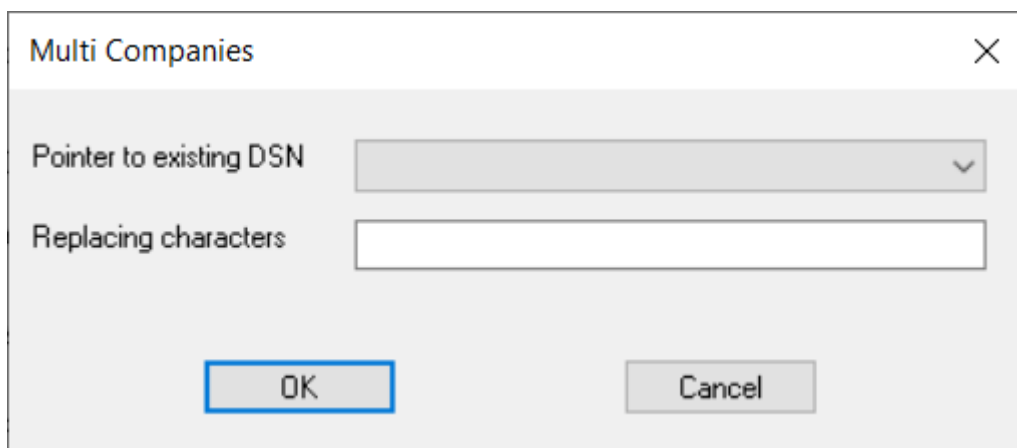 Multi Companies
Pointer to existing DSN
Replacing characters
OK Cancel